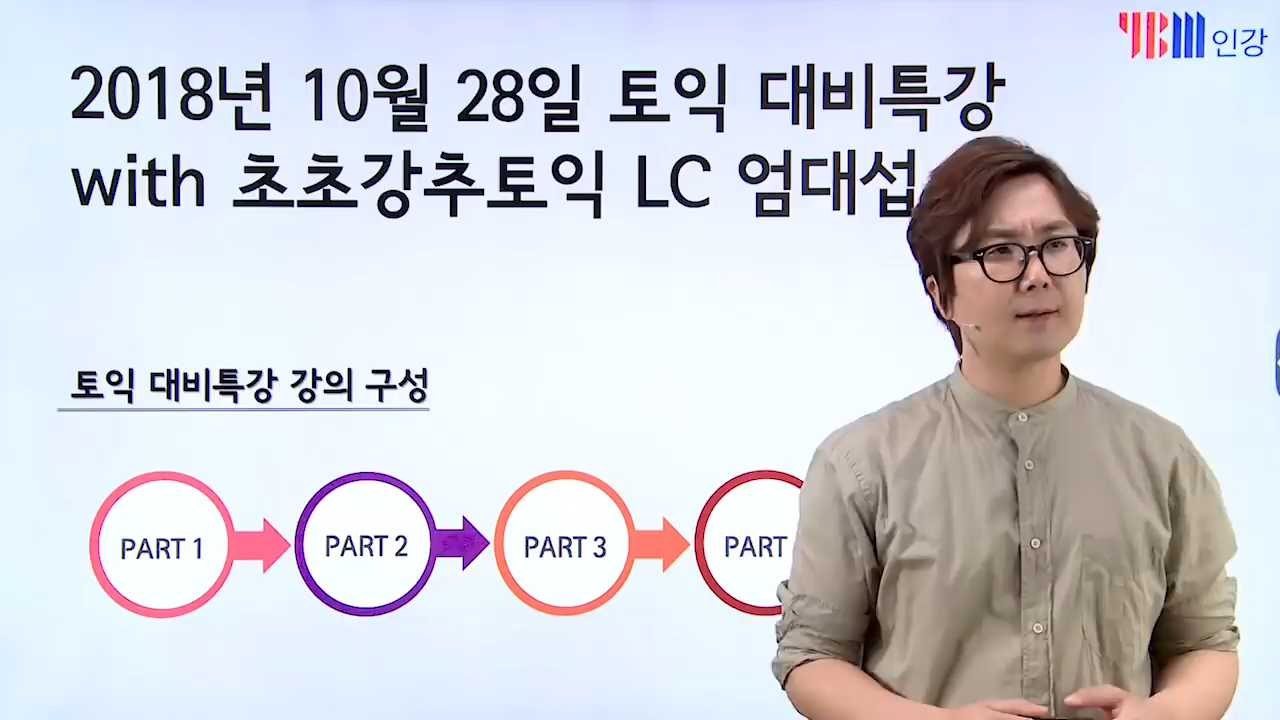 YBM 인강
2018년 10월 28일 토익 대비특강
with 초초강추토익 LC 엄대섭
토익 대비특강 강의 구성
PART 1
PART 2
PART 3
PART